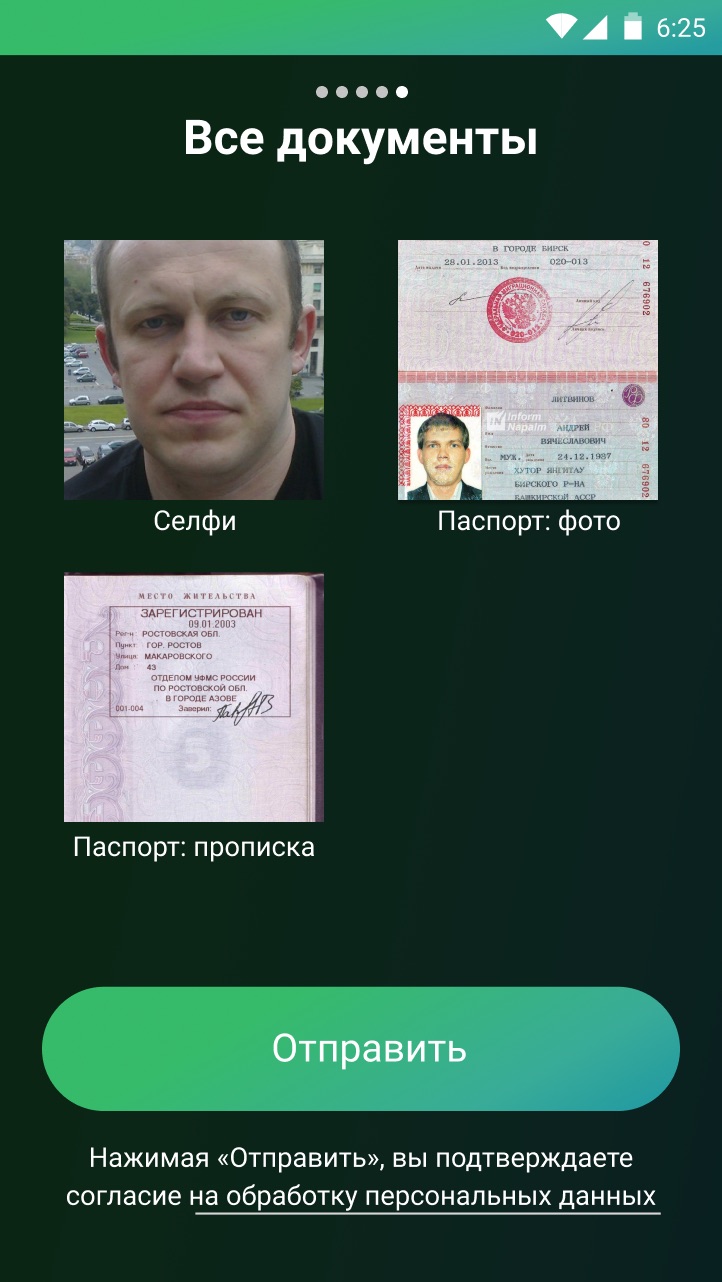 6:25
Все документы
В ГОРОДЕ БИРСК
28.01.2013 020-013
ЛИТВИНОВ
Inform
Napalm
АНДРЕЙ
ВЯЧЕСЛАВОВИЧ
МУЖ. 24.12.1987
ХУТОР ЯНГИТАУ
БИРСКОГО Р-НА
БАШКИРСКОЙ АССР
Селфи
Паспорт: фото
МЕСТО ЖИТЕЛЬСТВА
ЗАРЕГИСТРИРОВАН
09.01.2003
Рег-н РОСТОВСКАЯ ОБЛ.
Пункт ГОР. РОСТОВ
Улица МАКАРОВСКОГО
Дом 43
ОТДЕЛОМ УФМС РОССИИ
ПО РОСТОВСКОЙ ОБЛ.
В ГОРОДЕ АЗОВЕ
001-004 Заверил:
5
Паспорт: прописка
Отправить
Нажимая «Отправить», вы подтверждаете
согласие на обработку персональных данных